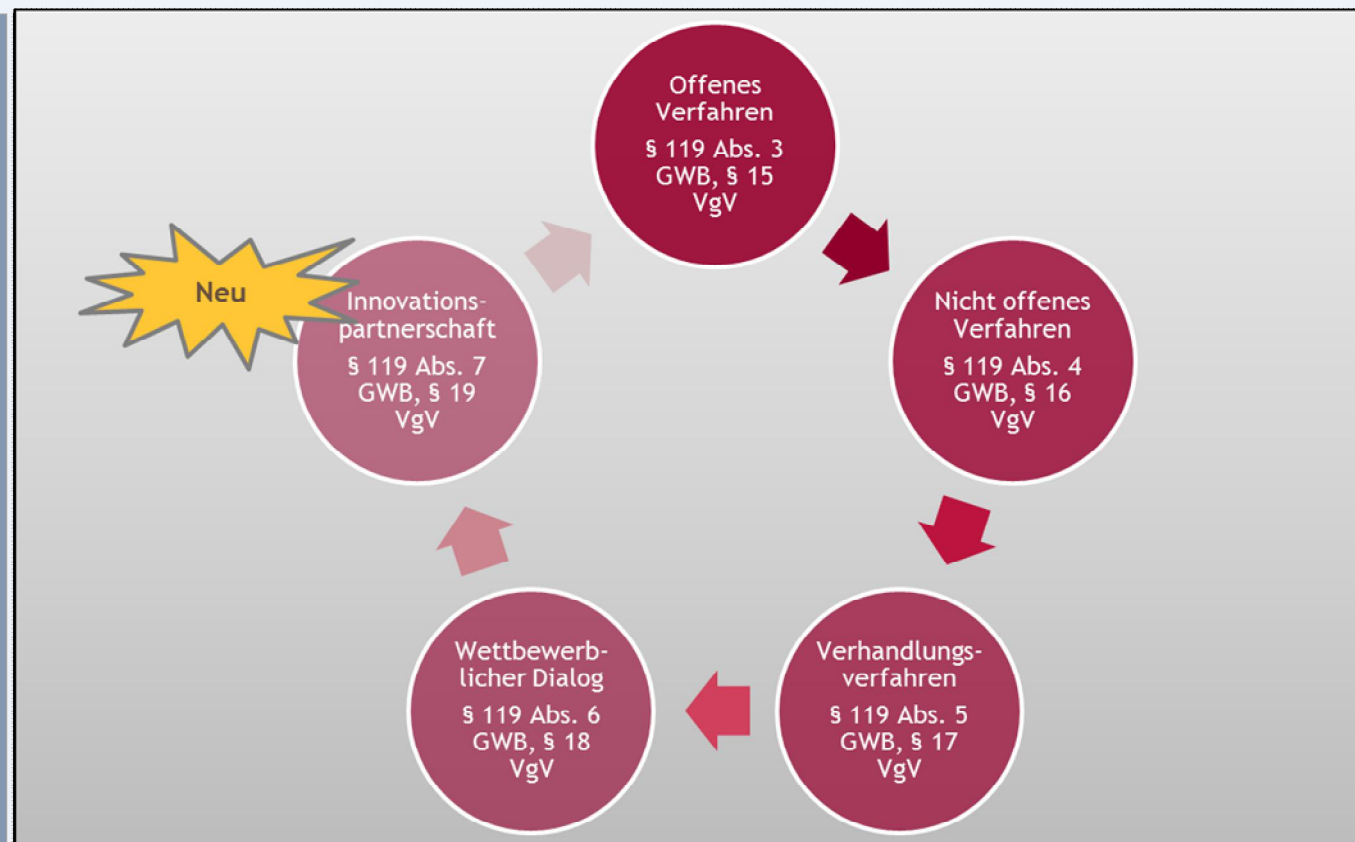 Offenes
Verfahren
§ 119 Abs. 3
GWB, § 15
VgV
Nicht offenes
Verfahren
§ 119 Abs. 4
GWB, § 16
VgV
Verhandlungs-
verfahren
§ 119 Abs. 5
GWB, § 17
VgV
Wettbewerb-
licher Dialog
§ 119 Abs. 6
GWB, § 18
VgV
Innovations-
partnerschaft
§ 119 Abs. 7
GWB, § 19
VgV
Neu